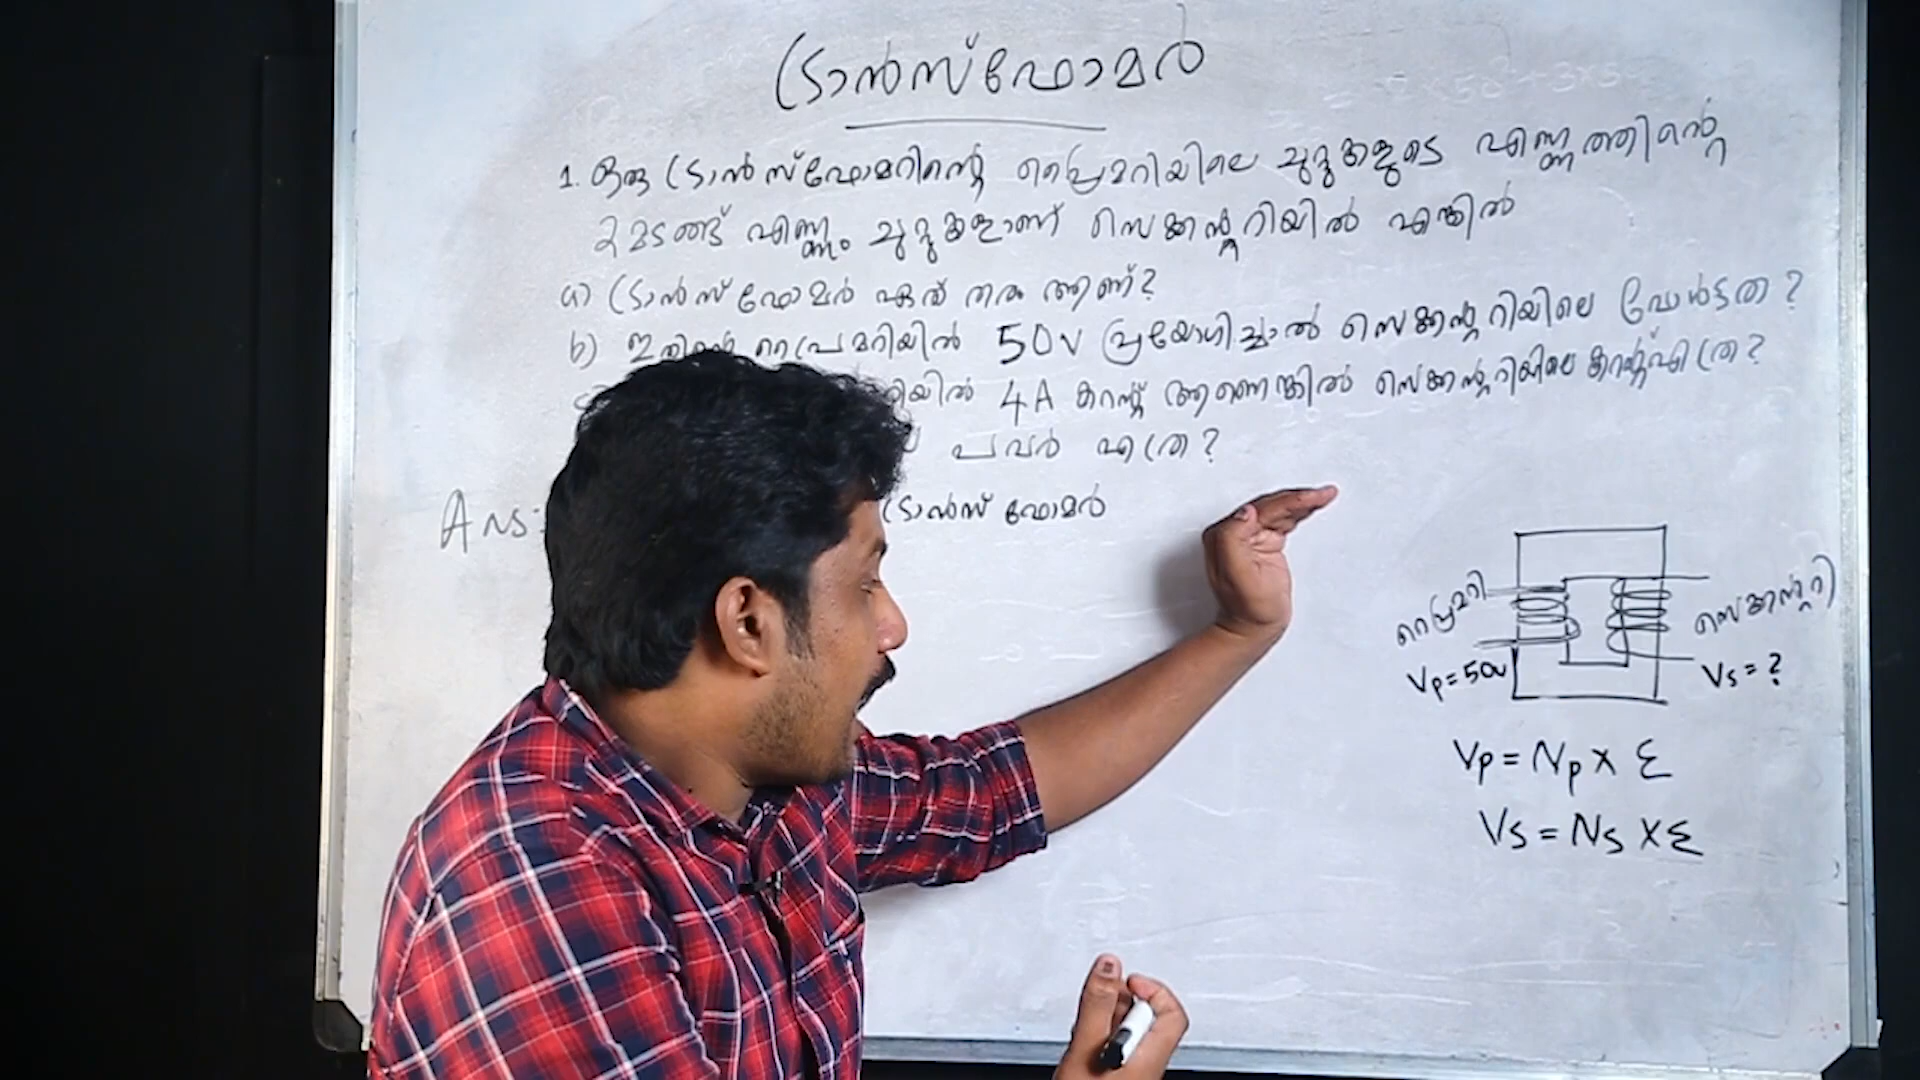 ട്രാൻസ്ഫോമർ
1. ഒരു ട്രാൻസ്ഫോമറിന്റെ പ്രൈമറിയിലെ ചുറ്റുകളുടെ എണ്ണത്തിന്റെ
2 മടങ്ങ് എണ്ണം ചുറ്റുകളാണ് സെക്കന്ററിയിൽ എങ്കിൽ
a) ട്രാൻസ്ഫോമർ ഏത് തരം ആണ്?
b) ഇതിന്റെ പ്രൈമറിയിൽ 50V പ്രയോഗിച്ചാൽ സെക്കന്ററിയിലെ വോൾട്ടത?
4A കറന്റ് ആണെങ്കിൽ സെക്കന്ററിയിലെ കറന്റ് എത്ര?
പവർ എത്ര?
Ans:- ട്രാൻസ്ഫോമർ
പ്രൈമറി സെക്കന്ററി
Vp=50V Vs=?
Vp = Np x Ɛ
Vs = Ns x Ɛ